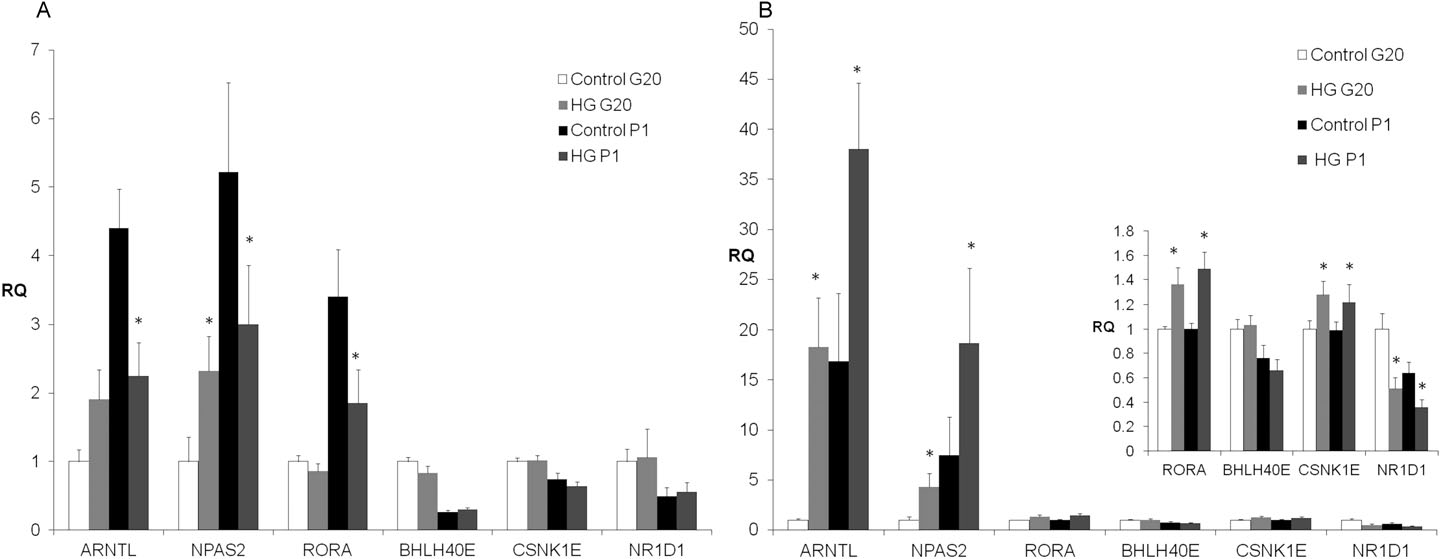 A
7
6
5
4
3
2
1
0
RQ
Control G20
HG G20
Control P1
HG P1
*
*
*
*
ARNTL
NPAS2
RORA
BHLH40E
CSNK1E
NR1D1
B
50
45
40
35
30
25
20
15
10
5
0
RQ
Control G20
HG G20
Control P1
HG P1
*
*
*
*
ARNTL
NPAS2
RORA
BHLH40E
CSNK1E
NR1D1
1.8
1.6
1.4
1.2
1
0.8
0.6
0.4
0.2
0
RQ
*
*
*
*
*
*
RORA
BHLH40E
CSNK1E
NR1D1